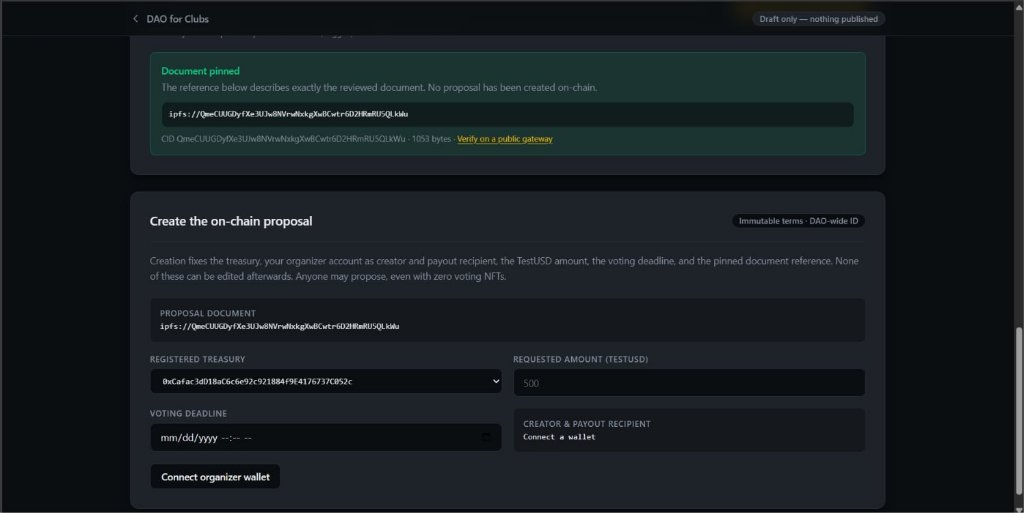 DAO for Clubs
Draft only — nothing published
Document pinned
The reference below describes exactly the reviewed document. No proposal has been created on-chain.
ipfs://QmeCUUGDyfXe3UJw8NVrwNxkgXwBCwtr6D2HRmRU5QLkWu
CID QmeCUUGDyfXe3UJw8NVrwNxkgXwBCwtr6D2HRmRU5QLkWu · 1053 bytes · Verify on a public gateway
Create the on-chain proposal
Immutable terms · DAO-wide ID
Creation fixes the treasury, your organizer account as creator and payout recipient, the TestUSD amount, the voting deadline, and the pinned document reference. None
of these can be edited afterwards. Anyone may propose, even with zero voting NFTs.
PROPOSAL DOCUMENT
ipfs://QmeCUUGDyfXe3UJw8NVrwNxkgXwBCwtr6D2HRmRU5QLkWu
REGISTERED TREASURY
0xCafac3dD18aC6c6e92c921884f9E4176737C052c
REQUESTED AMOUNT (TESTUSD)
500
VOTING DEADLINE
mm/dd/yyyy --:-- --
CREATOR & PAYOUT RECIPIENT
Connect a wallet
Connect organizer wallet